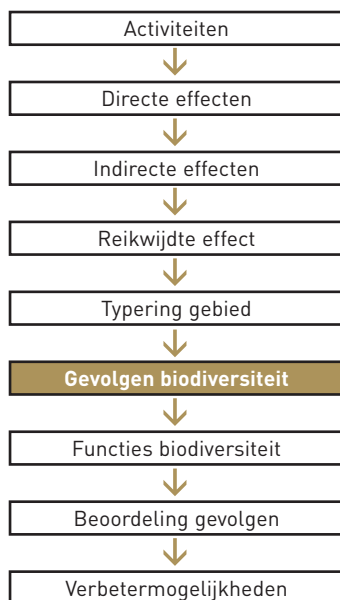 Activiteiten
Directe effecten
Indirecte effecten
Reikwijdte effect
Typering gebied
Gevolgen biodiversiteit
Functies biodiversiteit
Beoordeling gevolgen
Verbetermogelijkheden